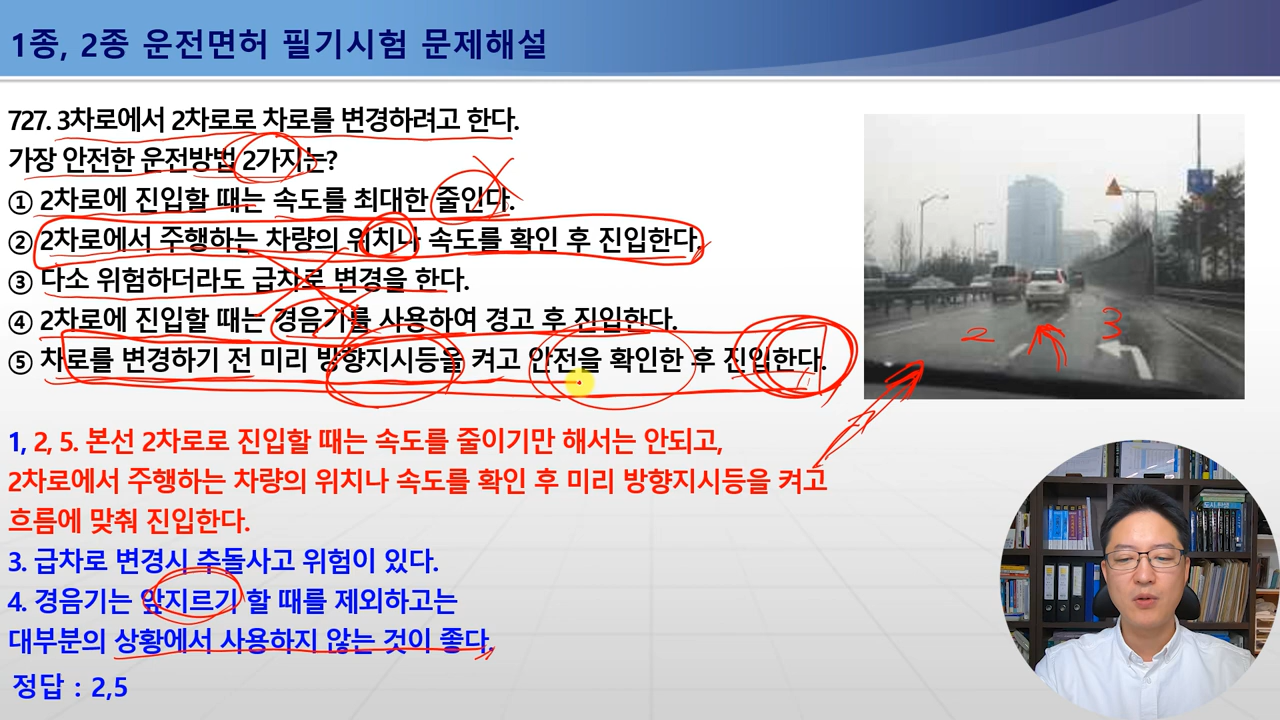 1종, 2종 운전면허 필기시험 문제해설
727. 3차로에서 2차로로 차로를 변경하려고 한다.
가장 안전한 운전방법 2가지는?
① 2차로에 진입할 때는 속도를 최대한 줄인다.
② 2차로에서 주행하는 차량의 위치나 속도를 확인 후 진입한다.
③ 다소 위험하더라도 급차로 변경을 한다.
④ 2차로에 진입할 때는 경음기를 사용하여 경고 후 진입한다.
⑤ 차로를 변경하기 전 미리 방향지시등을 켜고 안전을 확인한 후 진입한다.
2 3
1, 2, 5. 본선 2차로로 진입할 때는 속도를 줄이기만 해서는 안되고,
2차로에서 주행하는 차량의 위치나 속도를 확인 후 미리 방향지시등을 켜고
흐름에 맞춰 진입한다.
3. 급차로 변경시 추돌사고 위험이 있다.
4. 경음기는 앞지르기 할 때를 제외하고는
대부분의 상황에서 사용하지 않는 것이 좋다.
정답 : 2,5